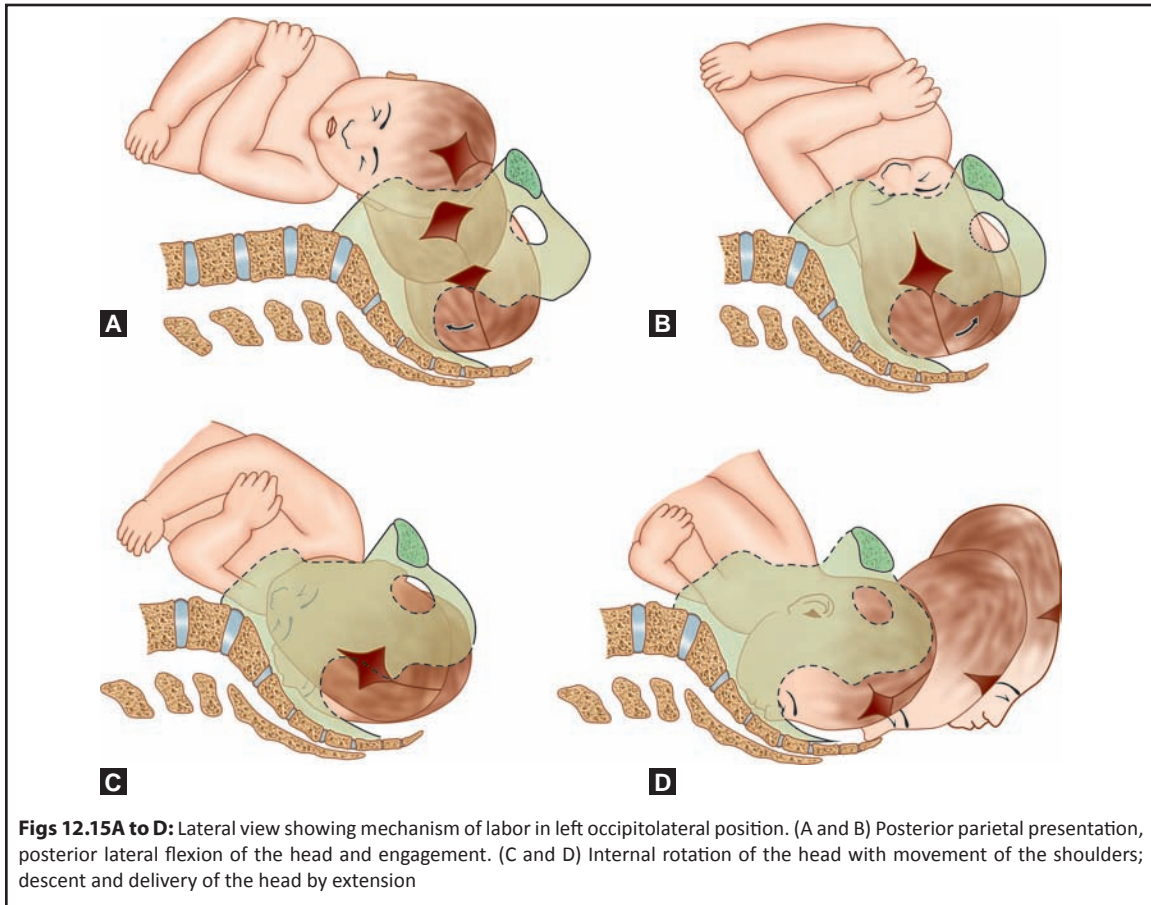 A
B
C
D
Figs 12.15A to D: Lateral view showing mechanism of labor in left occipitolateral position. (A and B) Posterior parietal presentation,
posterior lateral flexion of the head and engagement. (C and D) Internal rotation of the head with movement of the shoulders;
descent and delivery of the head by extension